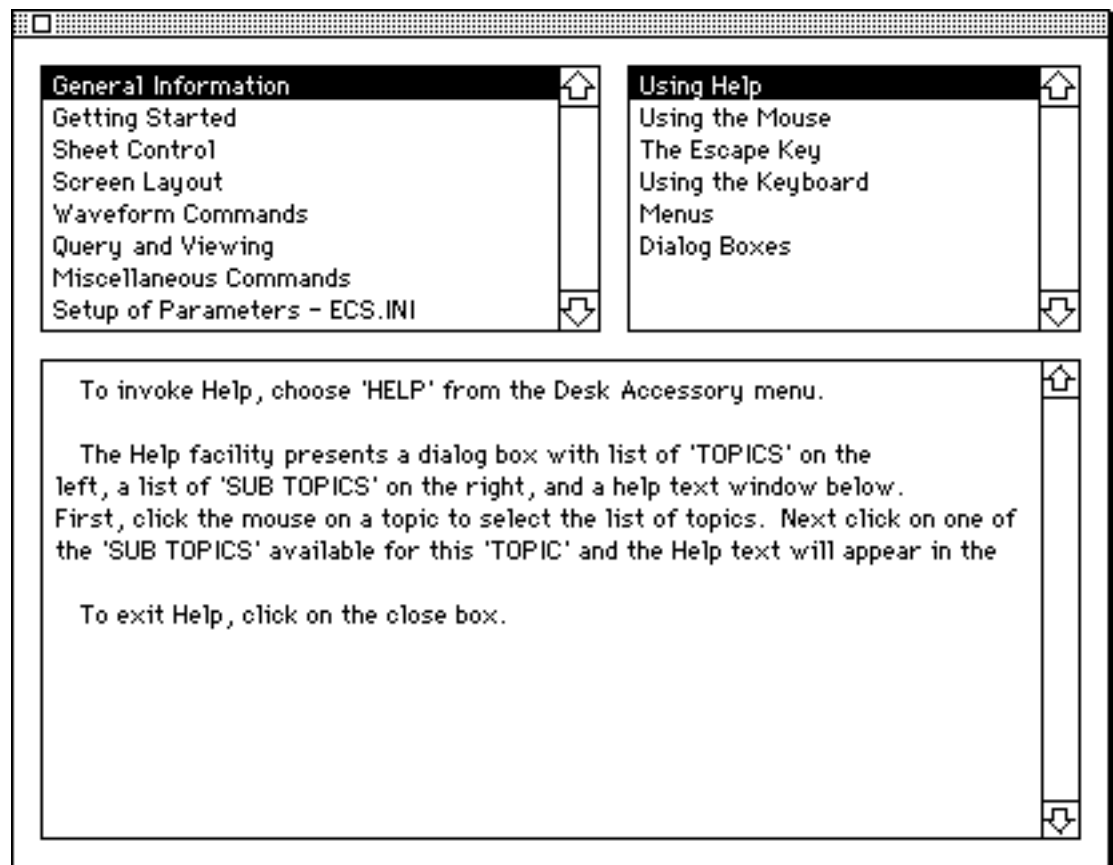 General Information
Getting Started
Sheet Control
Screen Layout
Waveform Commands
Query and Viewing
Miscellaneous Commands
Setup of Parameters - ECS.INI
Using Help
Using the Mouse
The Escape Key
Using the Keyboard
Menus
Dialog Boxes
To invoke Help, choose 'HELP' from the Desk Accessory menu.
The Help facility presents a dialog box with list of 'TOPICS' on the
left, a list of 'SUB TOPICS' on the right, and a help text window below.
First, click the mouse on a topic to select the list of topics.  Next click on one of
the 'SUB TOPICS' available for this 'TOPIC' and the Help text will appear in the
To exit Help, click on the close box.